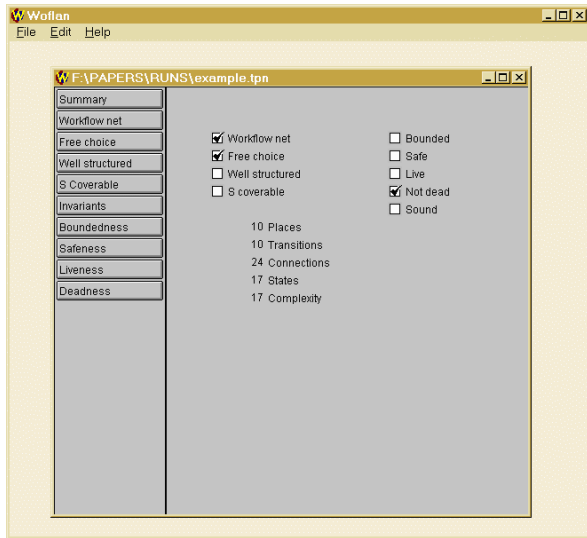 Woflan
File Edit Help
F:\PAPERS\RUNS\example.tpn
Summary
Workflow net
Free choice
Well structured
S Coverable
Invariants
Boundedness
Safeness
Liveness
Deadness
Workflow net
Free choice
Well structured
S coverable
Bounded
Safe
Live
Not dead
Sound
10 Places
10 Transitions
24 Connections
17 States
17 Complexity